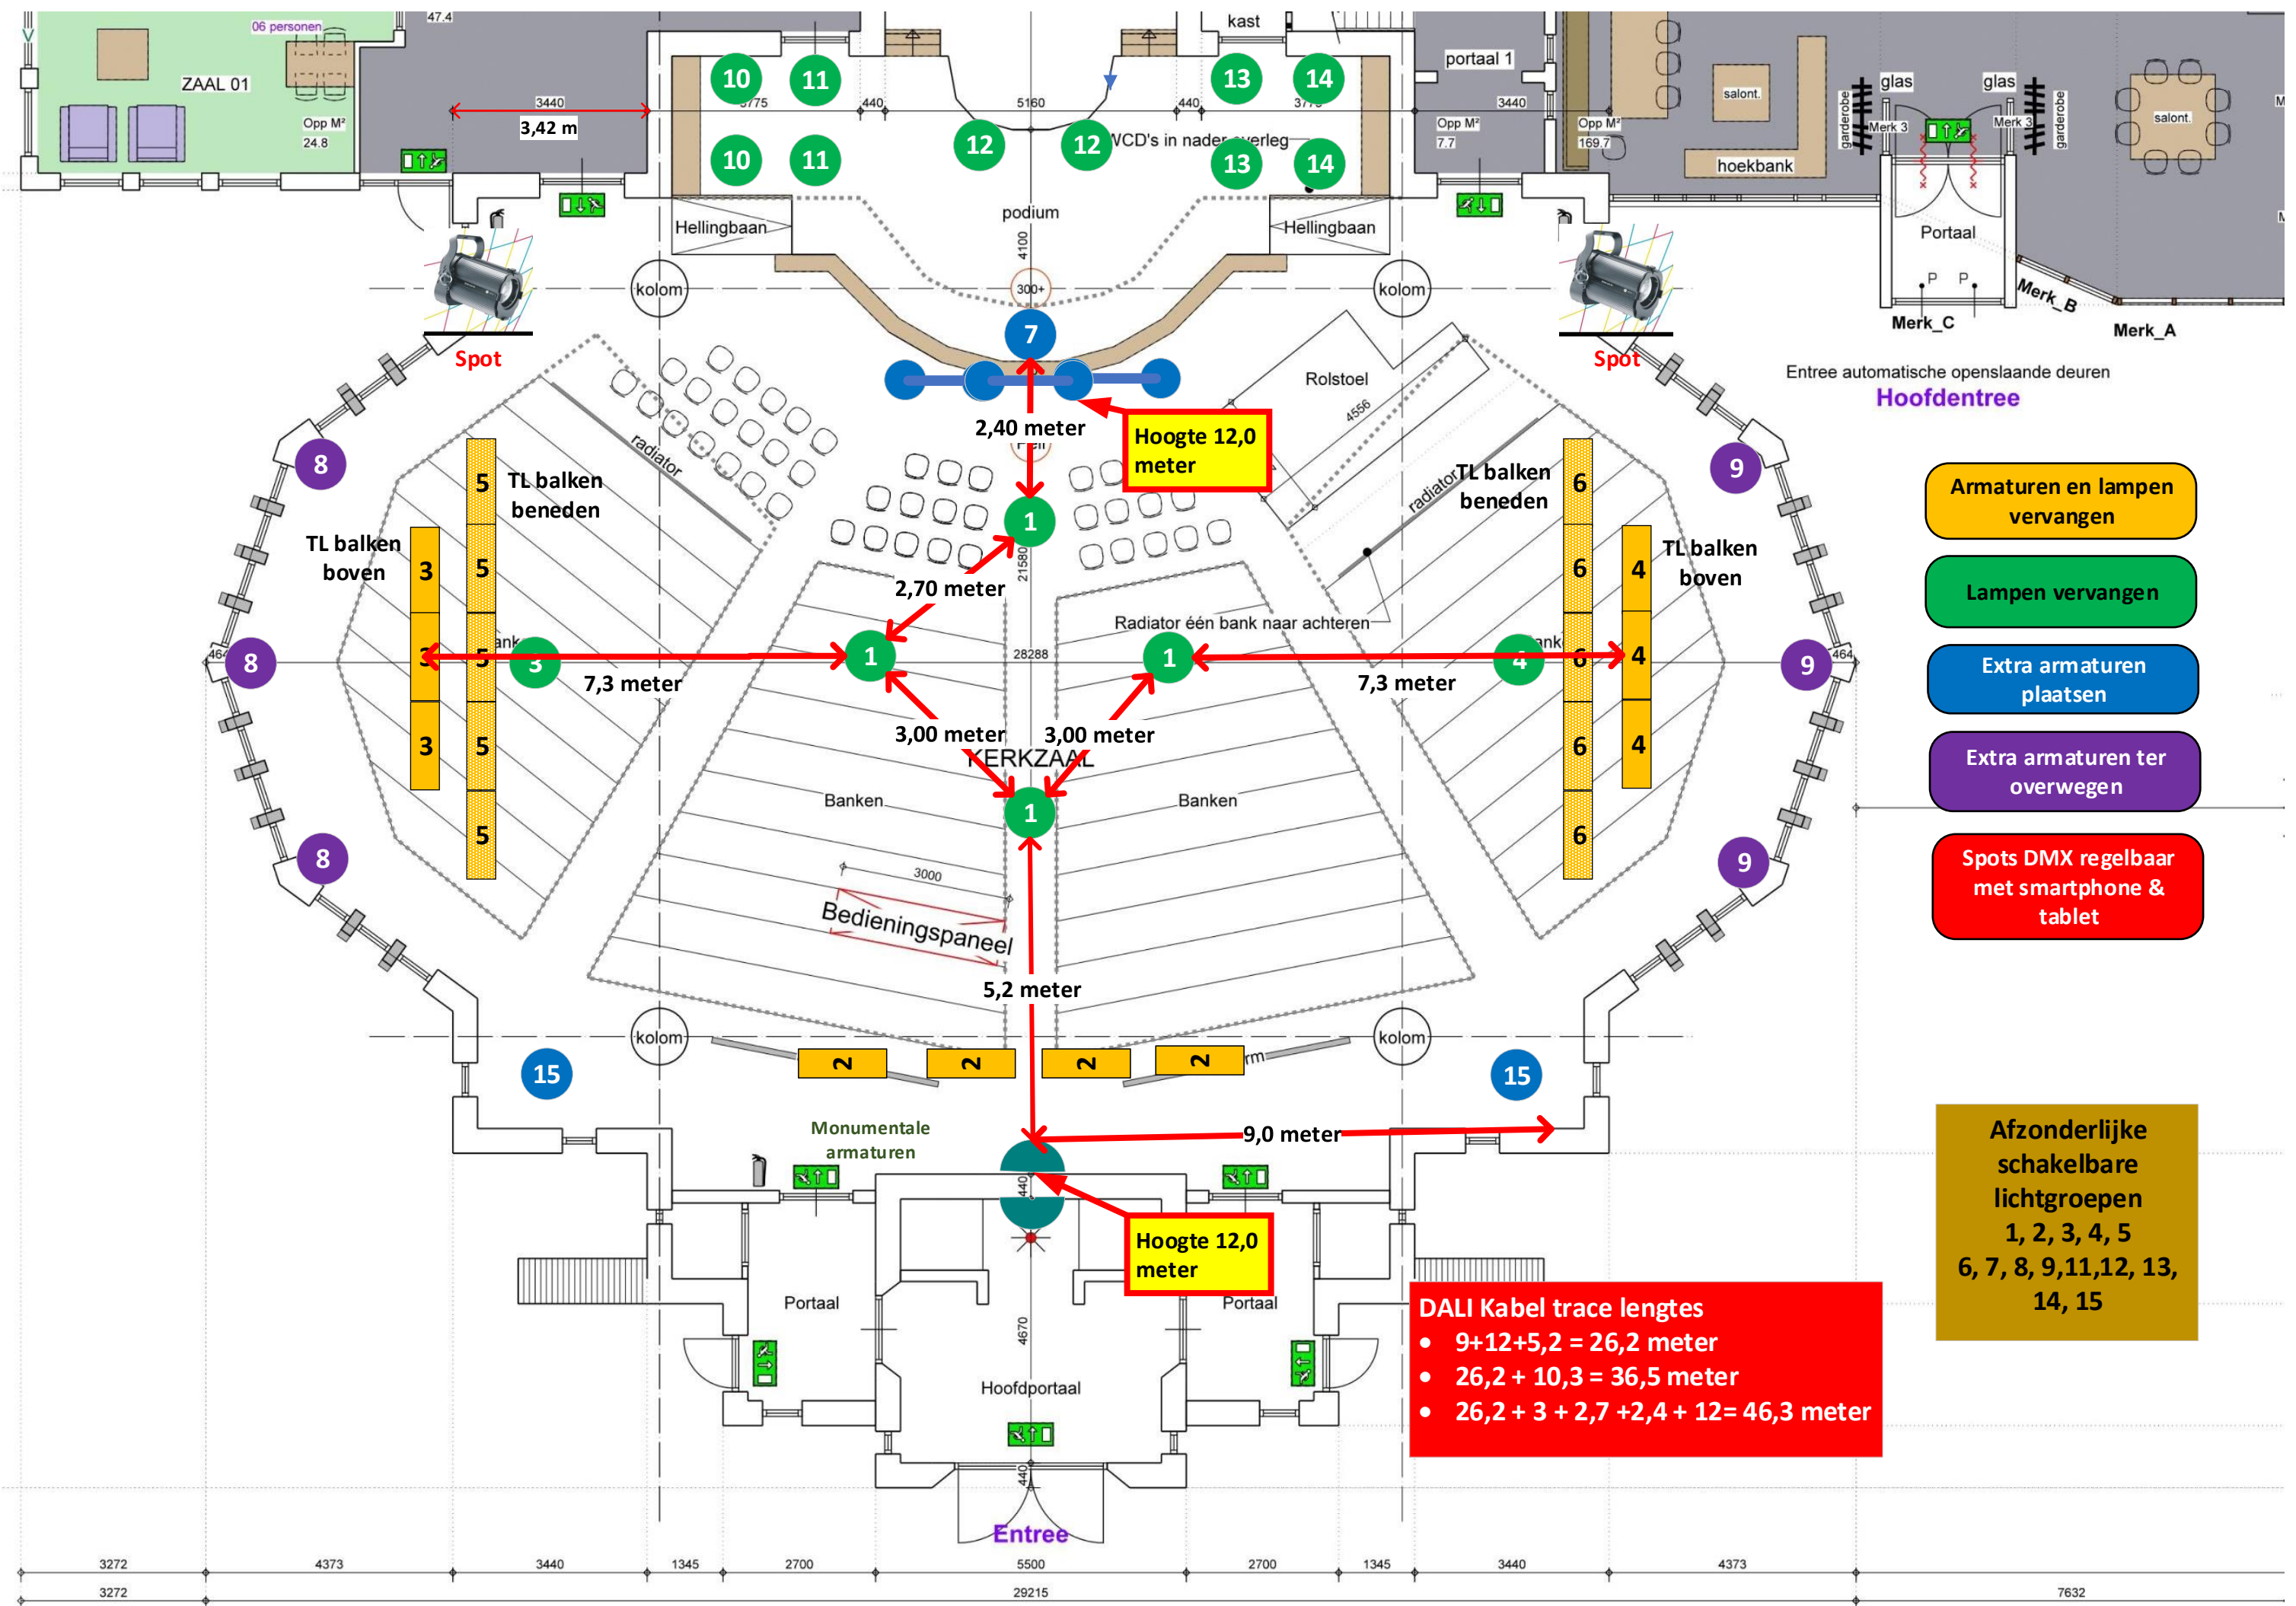 47.4
06 personen
ZAAL 01
Opp M²
24.8
3440
3,42 m
3775
440
5160
440
kast
portaal 1
3440
Opp M²
7.7
Opp M²
169.7
salont.
hoekbank
glas
glas
garderobe
Merk 3
Merk 3
garderobe
salont.
10
11
13
14
12
12
WCD's in nader overleg
10
11
13
14
Hellingbaan
podium
Hellingbaan
4100
Portaal
P
P
kolom
300+
kolom
Merk_C
Merk_B
Merk_A
Spot
7
Spot
Entree automatische openslaande deuren
Hoofdentree
Rolstoel
4556
2,40 meter
Hoogte 12,0
meter
radiator
radiator
8
9
5
TL balken
beneden
TL balken
beneden
6
Armaturen en lampen
vervangen
1
TL balken
boven
3
5
21580
2,70 meter
6
4
TL balken
boven
Lampen vervangen
Radiator één bank naar achteren
464
8
3
5
3
7,3 meter
1
28288
1
7,3 meter
4
6
4
9
464
Extra armaturen
plaatsen
3
5
3,00 meter
3,00 meter
KERKZAAL
6
4
Extra armaturen ter
overwegen
Banken
1
Banken
8
5
6
9
Spots DMX regelbaar
met smartphone &
tablet
3000
Bedieningspaneel
5,2 meter
kolom
kolom
2
2
2
2
rm
15
15
Monumentale
armaturen
9,0 meter
440
Hoogte 12,0
meter
Afzonderlijke
schakelbare
lichtgroepen
1, 2, 3, 4, 5
6, 7, 8, 9,11,12, 13,
14, 15
Portaal
4670
Portaal
DALI Kabel trace lengtes
• 9+12+5,2 = 26,2 meter
• 26,2 + 10,3 = 36,5 meter
• 26,2 + 3 + 2,7 +2,4 + 12= 46,3 meter
Hoofdportaal
440
Entree
3272
4373
3440
1345
2700
5500
2700
1345
3440
4373
3272
29215
7632